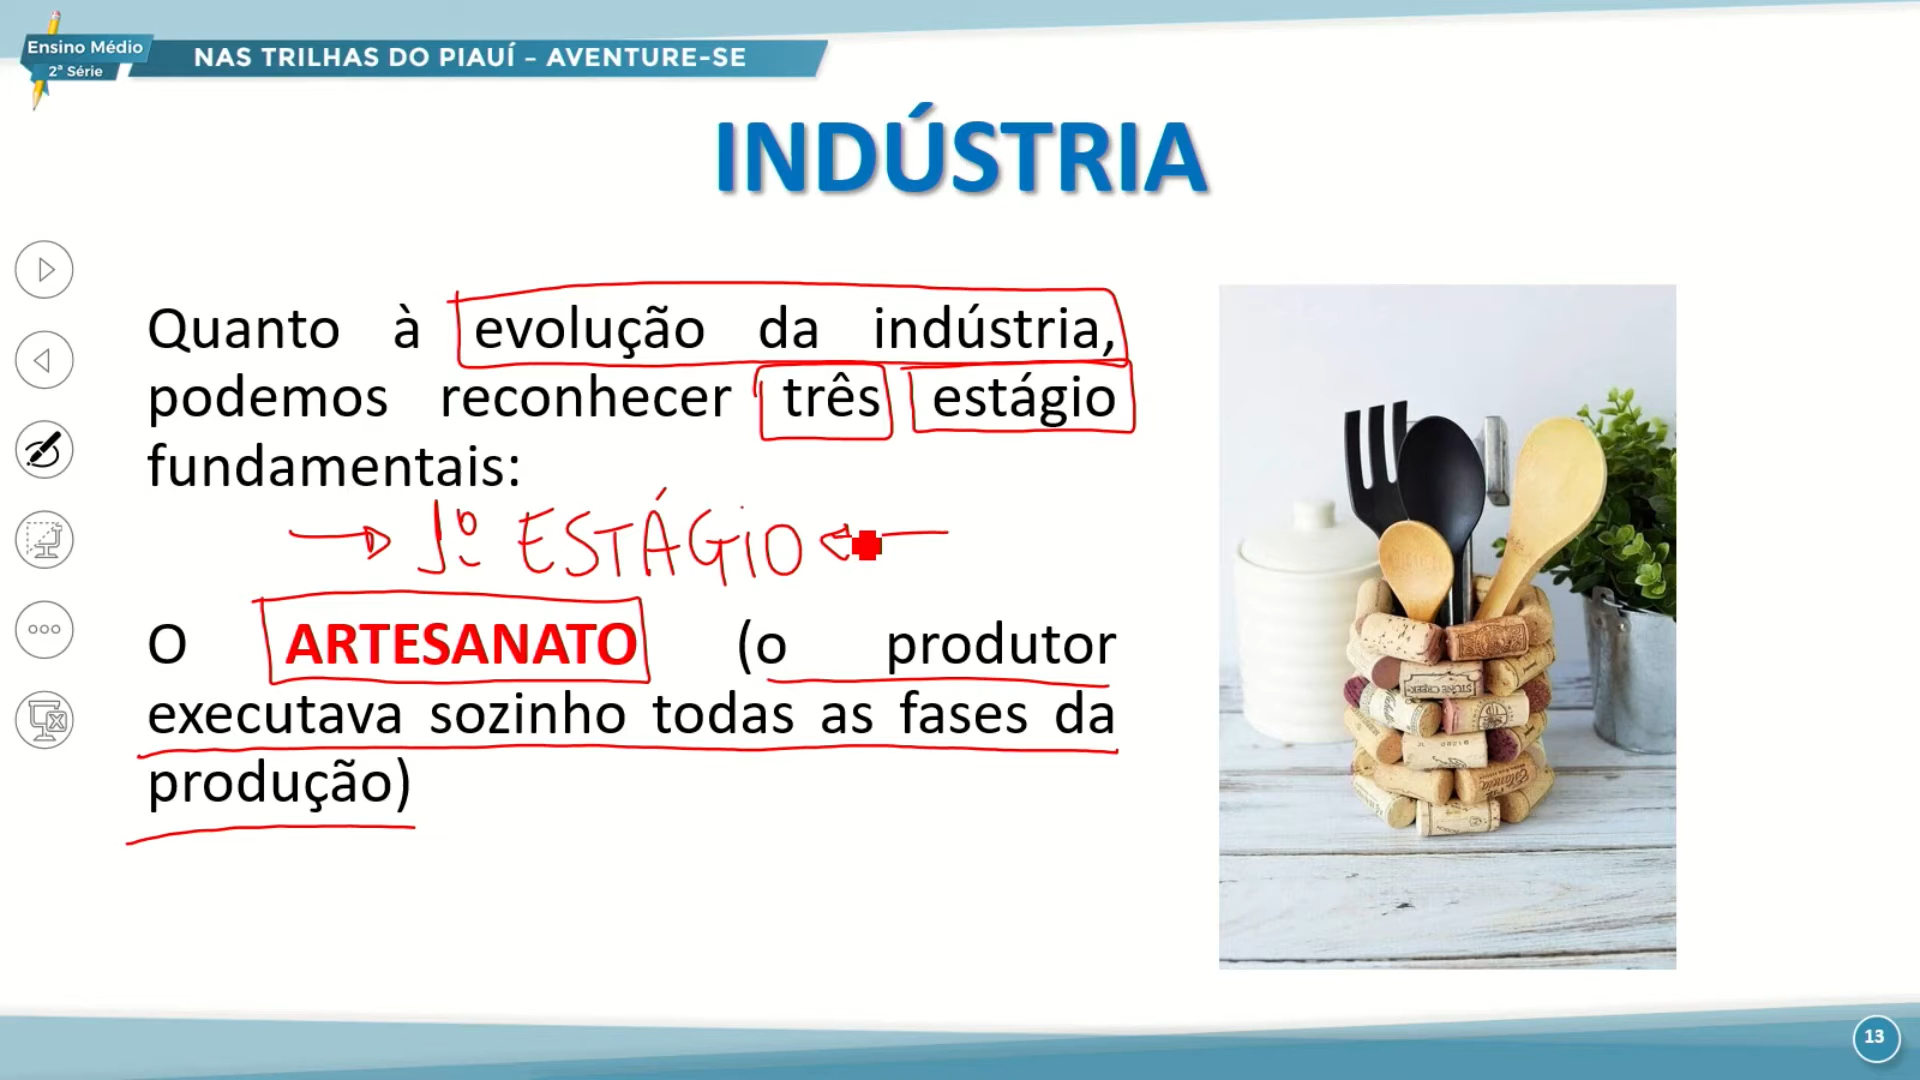 Ensino Médio
2ª Série
NAS TRILHAS DO PIAUÍ – AVENTURE-SE
INDÚSTRIA
Quanto à evolução da indústria,
podemos reconhecer três estágio
fundamentais:
1º ESTÁGIO
O ARTESANATO (o produtor
executava sozinho todas as fases da
produção)
13